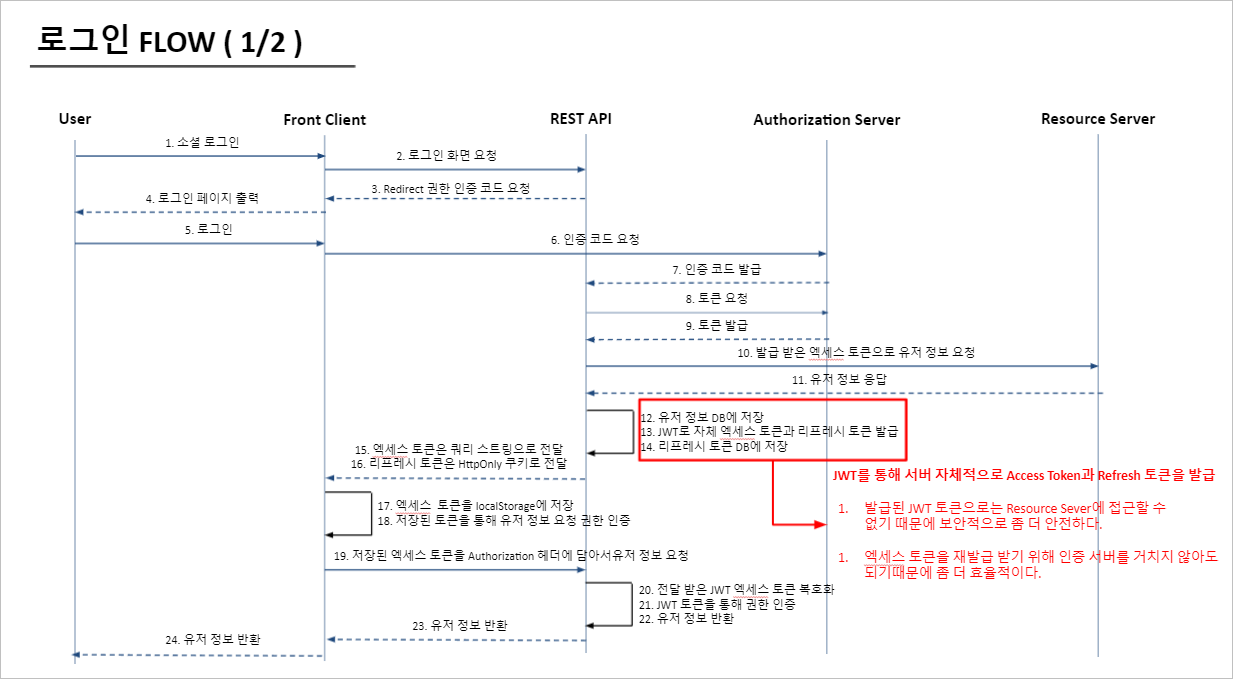 로그인 FLOW ( 1/2 )
User
Front Client
REST API
Authorization Server
Resource Server
1. 소셜 로그인
2. 로그인 화면 요청
3. Redirect 권한 인증 코드 요청
4. 로그인 페이지 출력
5. 로그인
6. 인증 코드 요청
7. 인증 코드 발급
8. 토큰 요청
9. 토큰 발급
10. 발급 받은 엑세스 토큰으로 유저 정보 요청
11. 유저 정보 응답
12. 유저 정보 DB에 저장
13. JWT로 자체 엑세스 토큰과 리프레시 토큰 발급
14. 리프레시 토큰 DB에 저장
15. 엑세스 토큰은 쿼리 스트링으로 전달
16. 리프레시 토큰은 HttpOnly 쿠키로 전달
JWT를 통해 서버 자체적으로 Access Token과 Refresh 토큰을 발급
1. 발급된 JWT 토큰으로는 Resource Sever에 접근할 수
없기 때문에 보안적으로 좀 더 안전하다.
1. 엑세스 토큰을 재발급 받기 위해 인증 서버를 거치지 않아도
되기때문에 좀 더 효율적이다.
17. 엑세스 토큰을 localStorage에 저장
18. 저장된 토큰을 통해 유저 정보 요청 권한 인증
19. 저장된 엑세스 토큰을 Authorization 헤더에 담아서유저 정보 요청
20. 전달 받은 JWT 엑세스 토큰 복호화
21. JWT 토큰을 통해 권한 인증
22. 유저 정보 반환
23. 유저 정보 반환
24. 유저 정보 반환